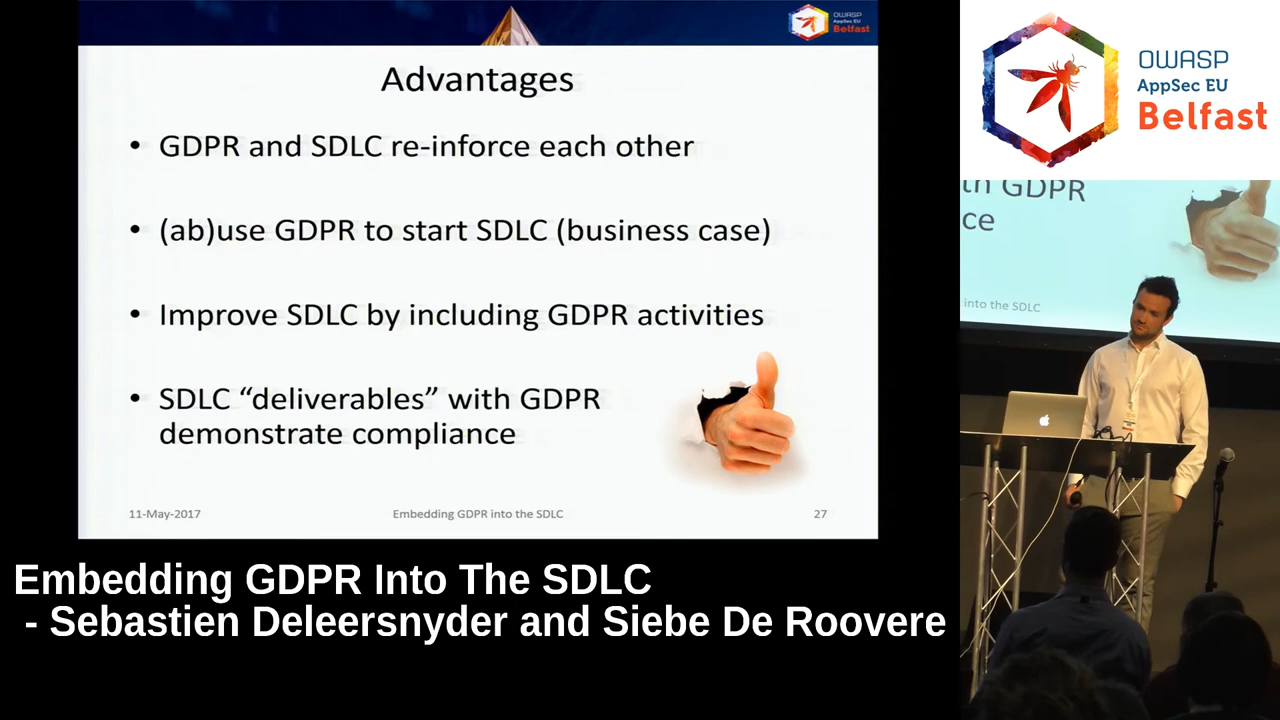 OWASP
AppSec EU
Belfast
Advantages
• GDPR and SDLC re-inforce each other
• (ab)use GDPR to start SDLC (business case)
• Improve SDLC by including GDPR activities
• SDLC “deliverables” with GDPR
demonstrate compliance
11-May-2017
Embedding GDPR into the SDLC
27
OWASP
AppSec EU
Belfast
th GDPR
ce
into the SDLC
Embedding GDPR Into The SDLC
- Sebastien Deleersnyder and Siebe De Roovere